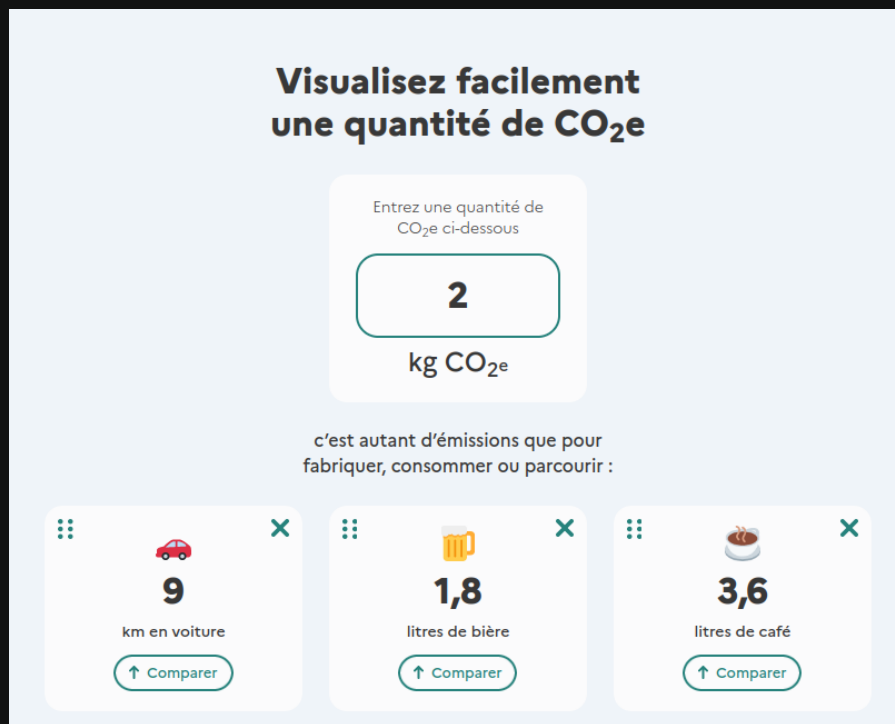 Visualisez facilement
une quantité de CO₂e
Entrez une quantité de
CO₂e ci-dessous
2
kg CO₂e
c’est autant d’émissions que pour
fabriquer, consommer ou parcourir :
9
km en voiture
↑ Comparer
1,8
litres de bière
↑ Comparer
3,6
litres de café
↑ Comparer